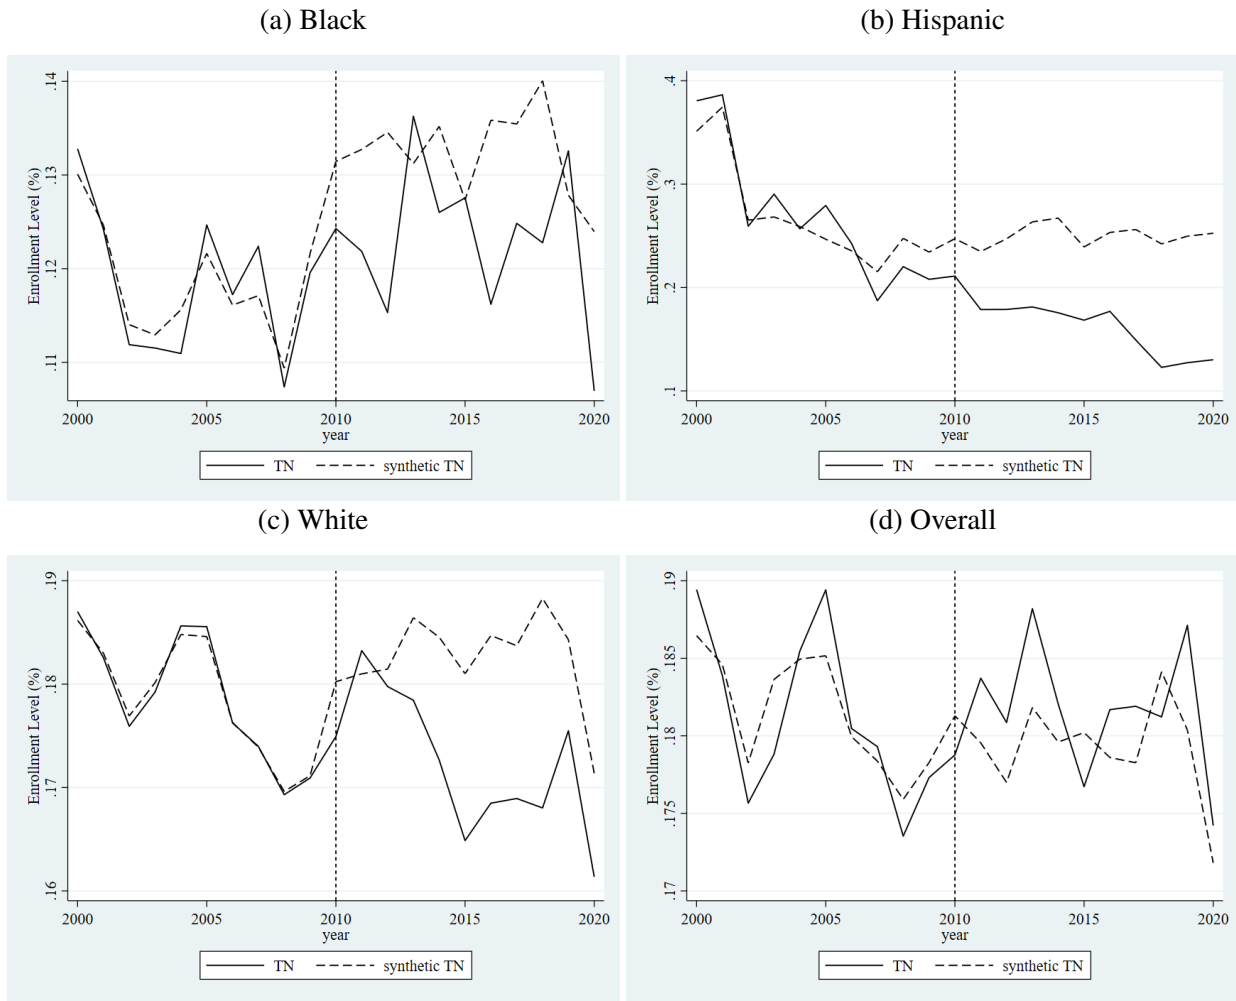 (a) Black
Enrollment Level (%)
.14
.13
.12
.11
2000
2005
2010
2015
2020
year
TN
synthetic TN
(b) Hispanic
Enrollment Level (%)
.4
.3
.2
.1
2000
2005
2010
2015
2020
year
TN
synthetic TN
(c) White
Enrollment Level (%)
.19
.18
.17
.16
2000
2005
2010
2015
2020
year
TN
synthetic TN
(d) Overall
Enrollment Level (%)
.19
.185
.18
.175
.17
2000
2005
2010
2015
2020
year
TN
synthetic TN